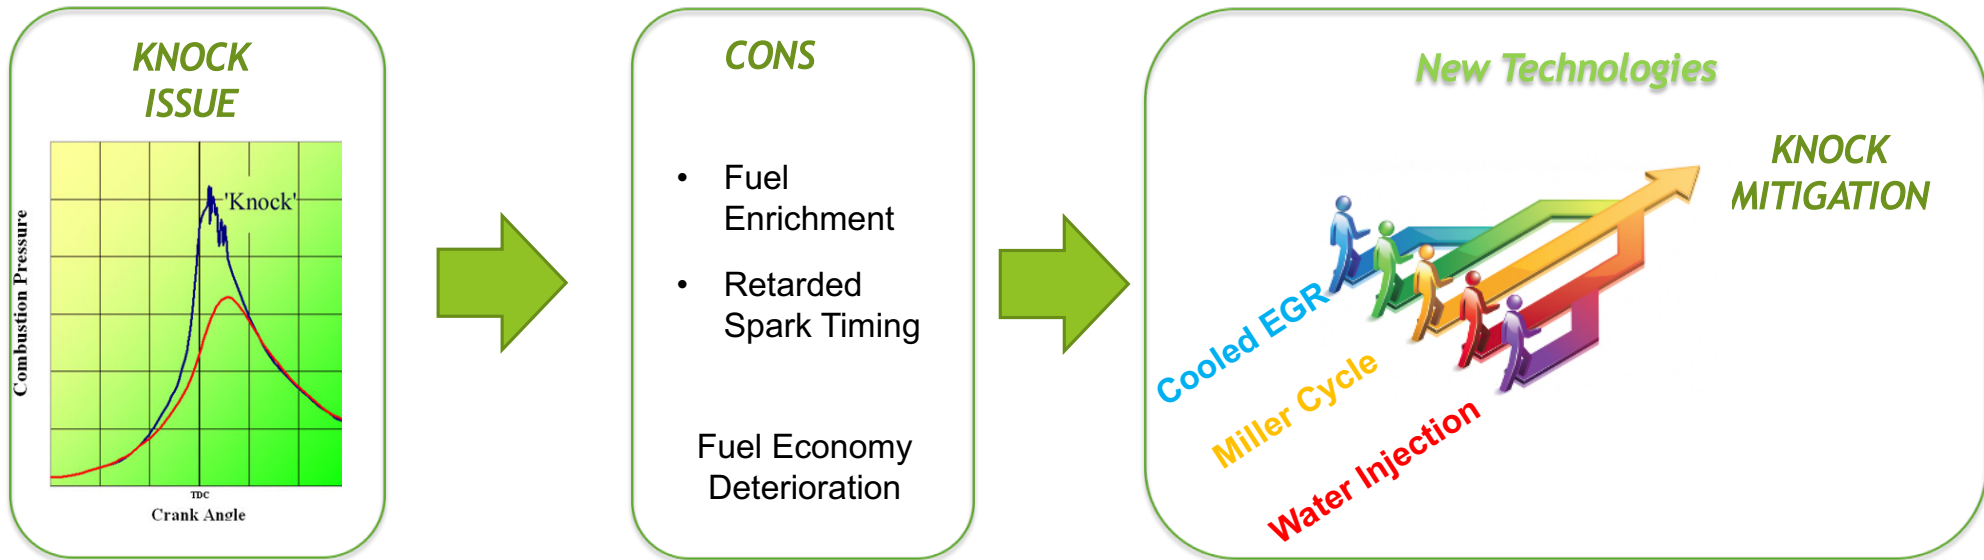 KNOCK
ISSUE
'Knock'
Combustion Pressure
TDC
Crank Angle
CONS
• Fuel
Enrichment
• Retarded
Spark Timing
Fuel Economy
Deterioration
New Technologies
KNOCK
MITIGATION
Cooled EGR
Miller Cycle
Water Injection